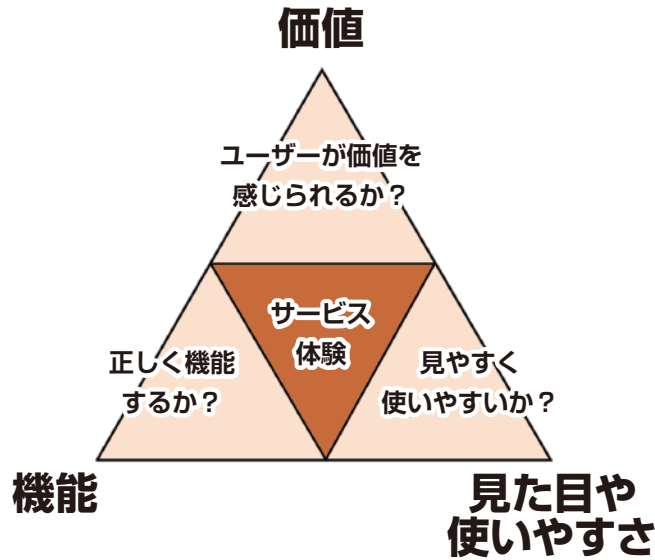 価値
ユーザーが価値を
感じられるか？
サービス
体験
正しく機能
するか？
見やすく
使いやすいか？
機能
見た目や
使いやすさ